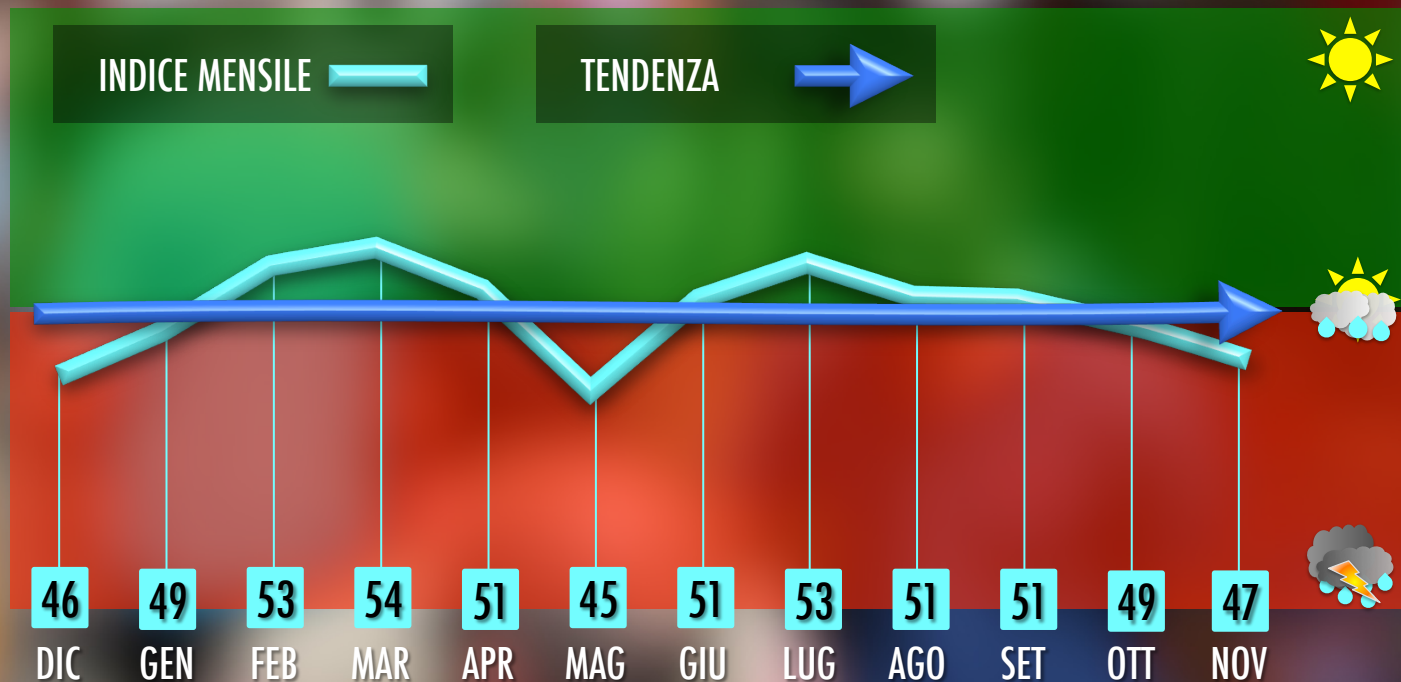 INDICE MENSILE
TENDENZA
46 49 53 54 51 45 51 53 51 51 49 47
DIC GEN FEB MAR APR MAG GIU LUG AGO SET OTT NOV